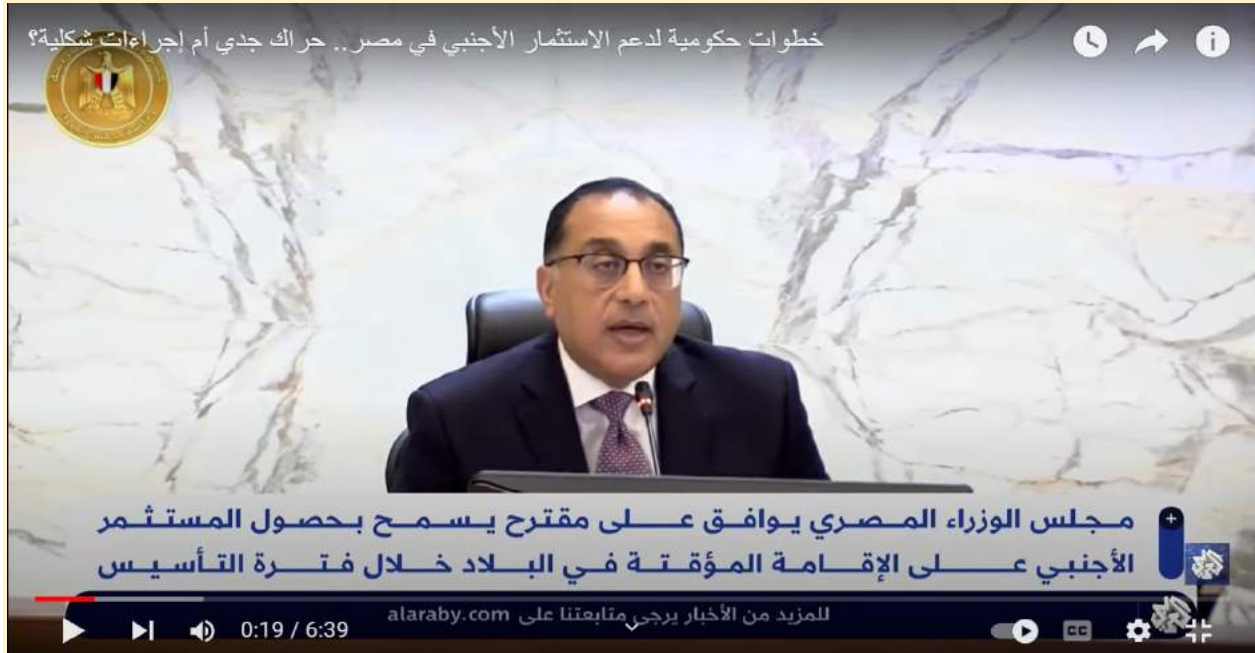 خطوات حكومية لدعم الاستثمار الأجنبي في مصر.. حراك جدي أم إجراءات شكلية؟
مجلس الوزراء المصري يوافق على مقترح يسمح بحصول المستثمر
الأجنبي على الإقامة المؤقتة في البلاد خلال فترة التأسيس
للمزيد من الأخبار يرجى متابعتنا على alaraby.com
0:19 / 6:39
CC